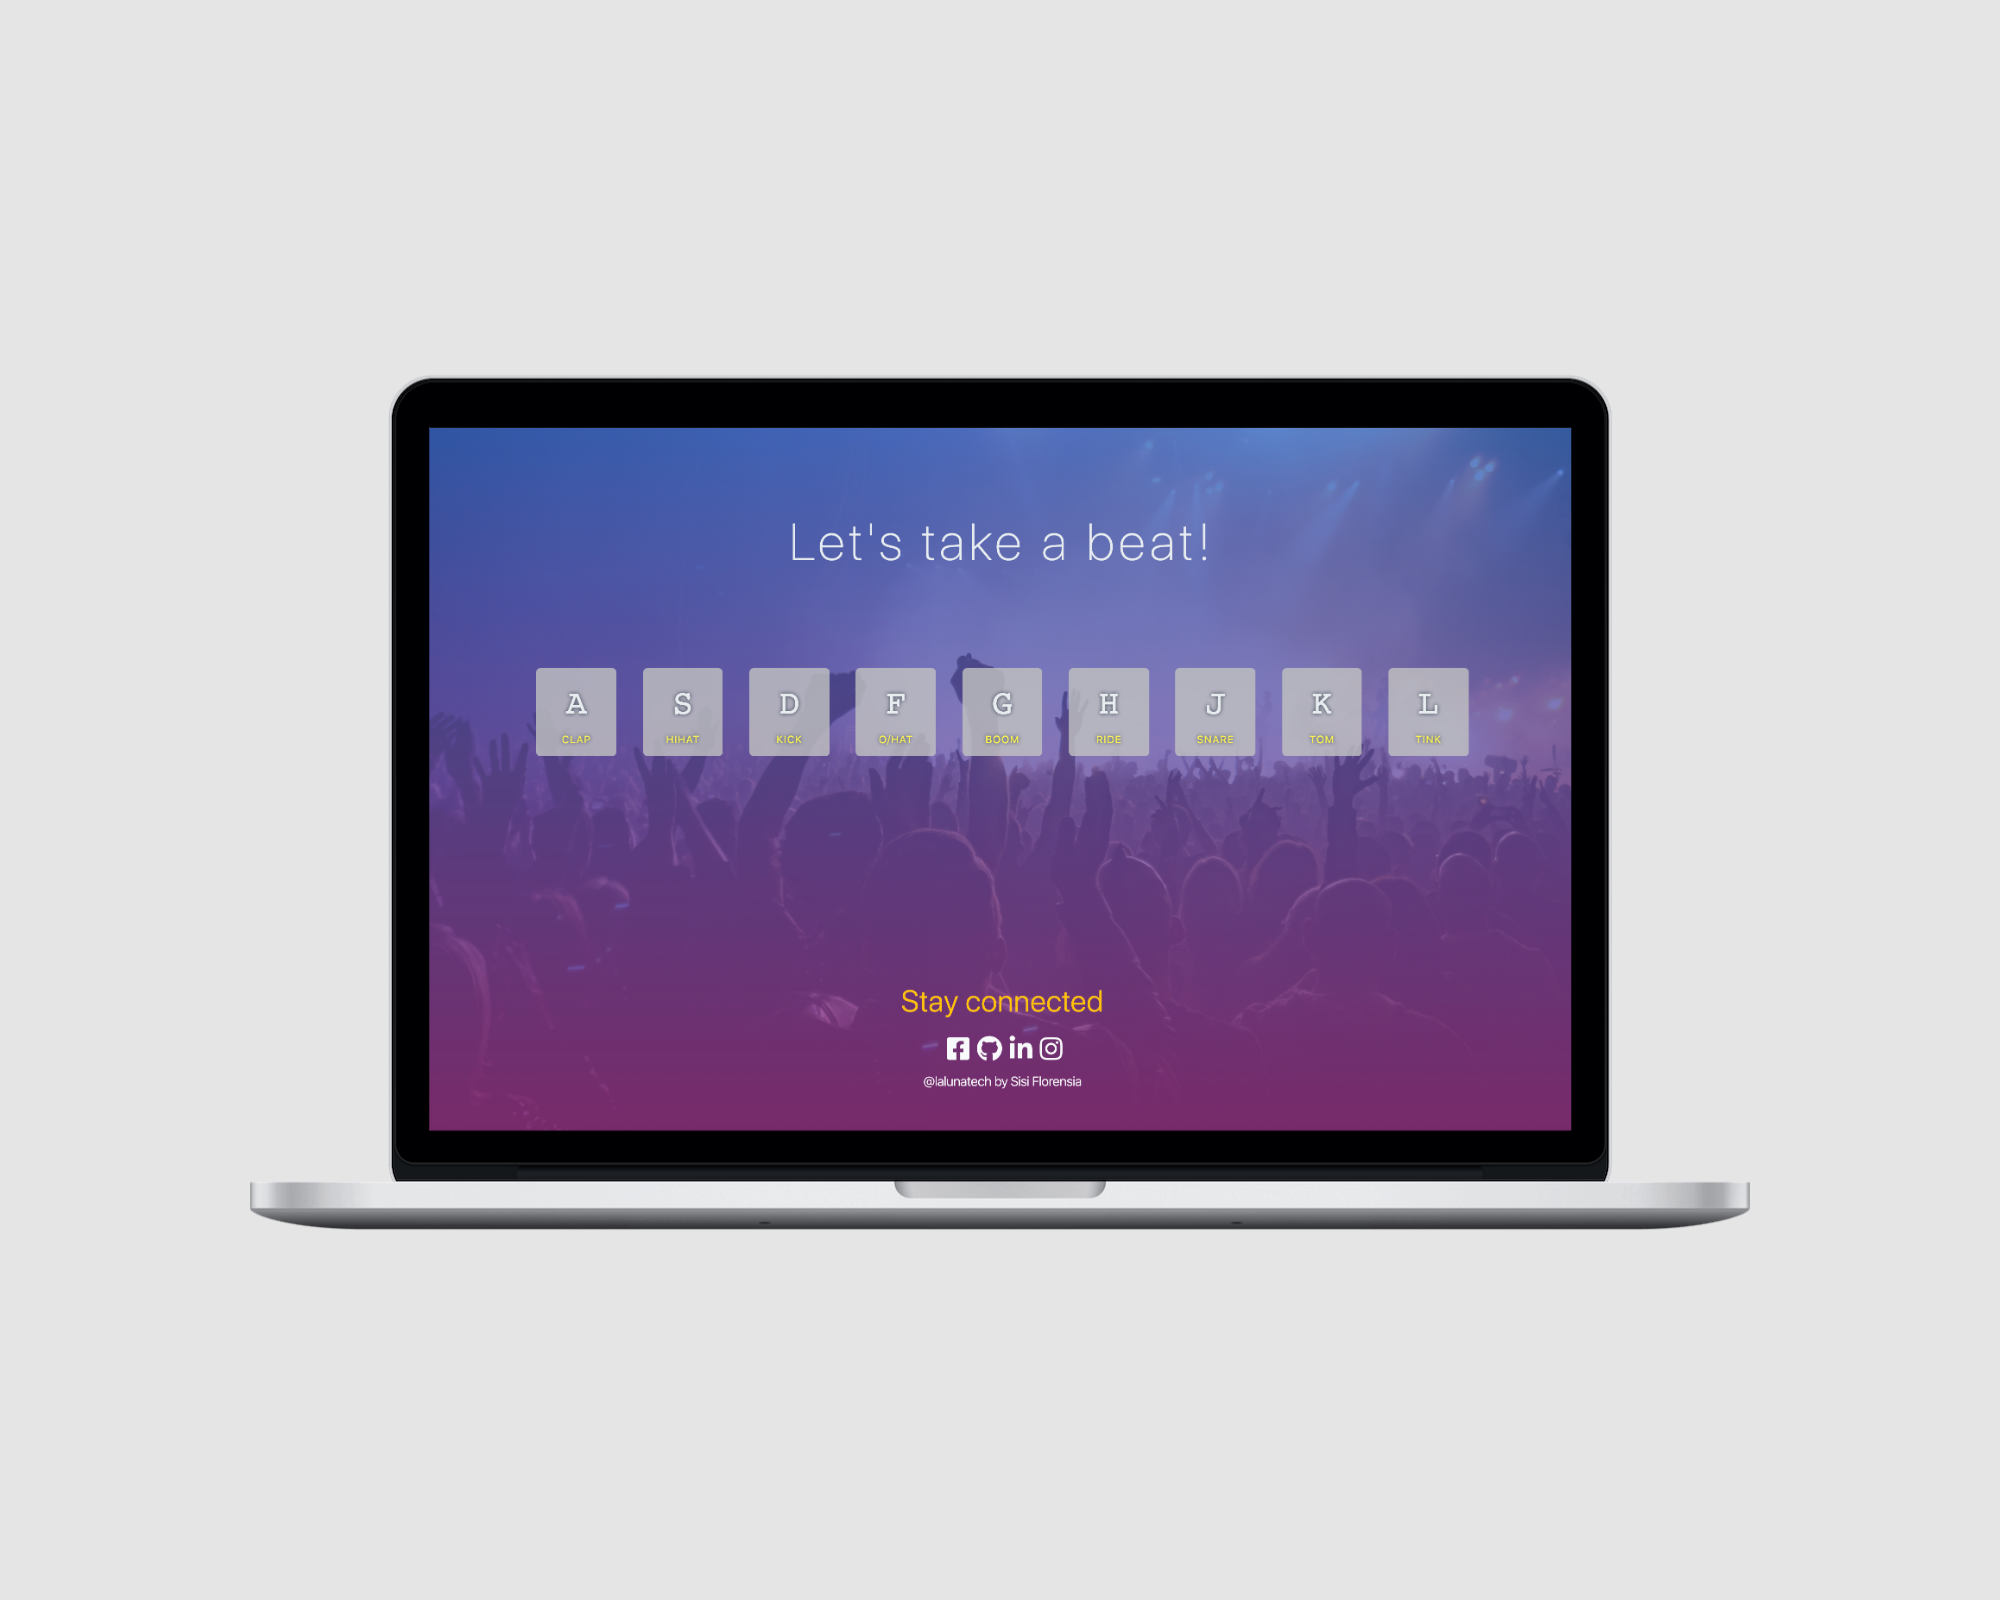 Let's take a beat!
A S D F G H J K L
CLAP HIHAT KICK O/HAT BOOM RIDE SNARE TOM TINK
Stay connected
@lalunatech by Sisi Florensia